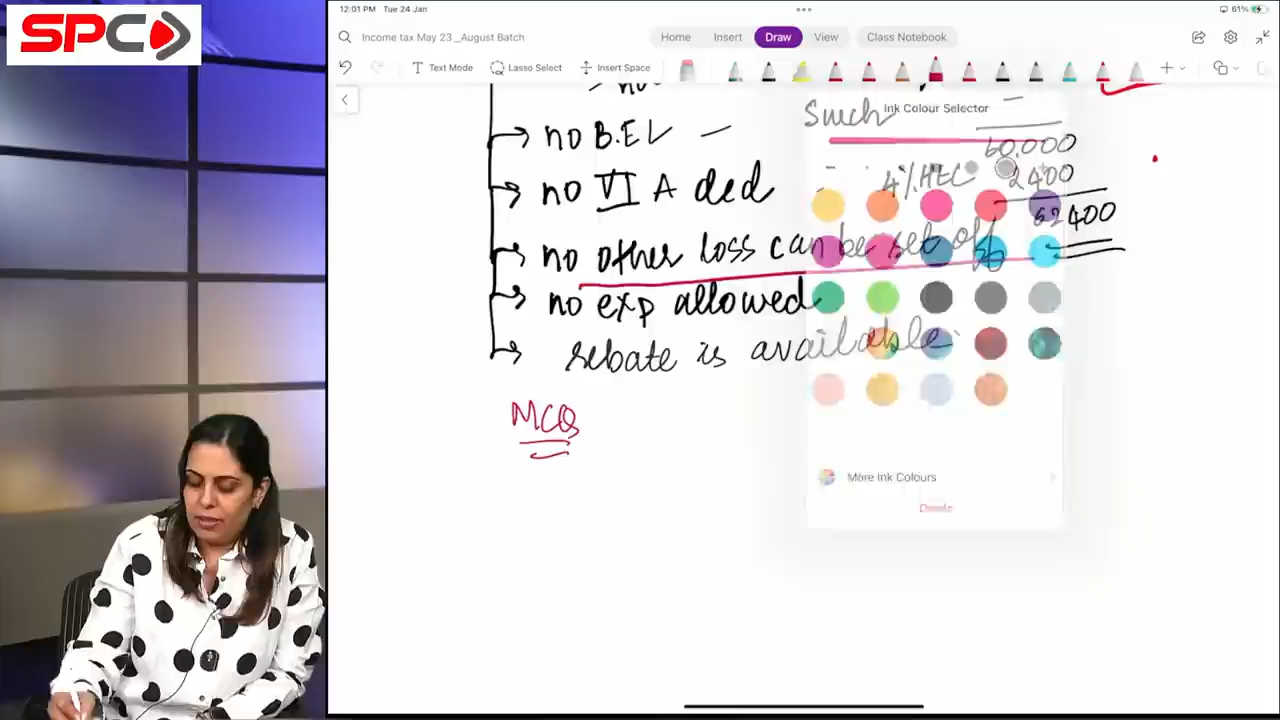 SPC
12:01 PM Tue 24 Jan
61%
Income tax May 23 _August Batch
Home Insert Draw View Class Notebook
Text Mode Lasso Select Insert Space
Ink Colour Selector
Surch
60,000
no B.EL
4% HEC 2400
no VI A ded
62400
no other loss can be set off
no exp allowed
rebate is available
MCQ
More Ink Colours